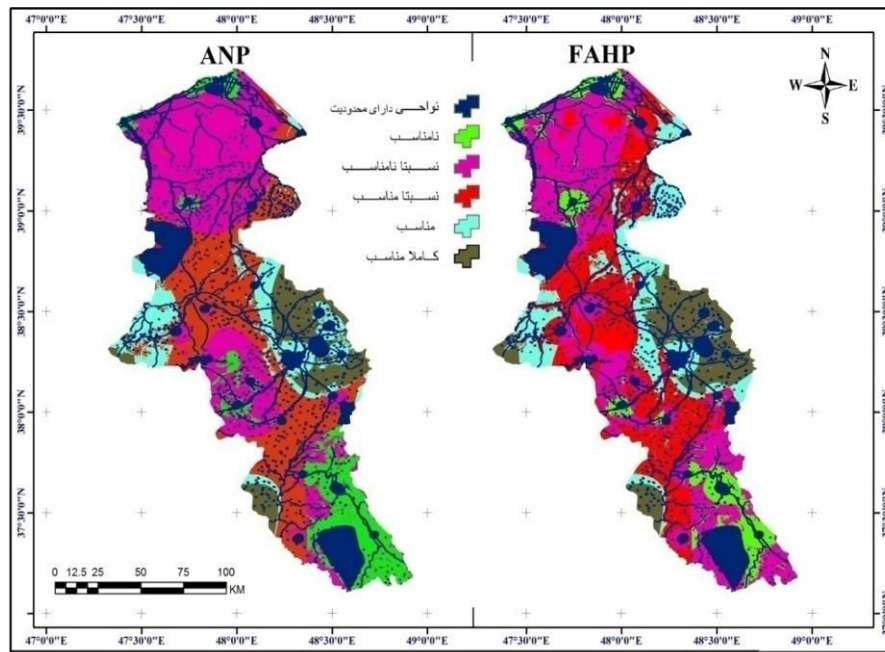 47°0'0"E 47°30'0"E 48°0'0"E 48°30'0"E 49°0'0"E 47°30'0"E 48°0'0"E 48°30'0"E 49°0'0"E
ANP
FAHP
N
W E
S
نواحی دارای محدودیت
نامناسب
نسبتا نامناسب
نسبتا مناسب
مناسب
کاملا مناسب
39°30'0"N
39°0'0"N
38°30'0"N
38°0'0"N
37°30'0"N
0 12.5 25 50 75 100
KM
47°0'0"E 47°30'0"E 48°0'0"E 48°30'0"E 49°0'0"E 47°30'0"E 48°0'0"E 48°30'0"E 49°0'0"E